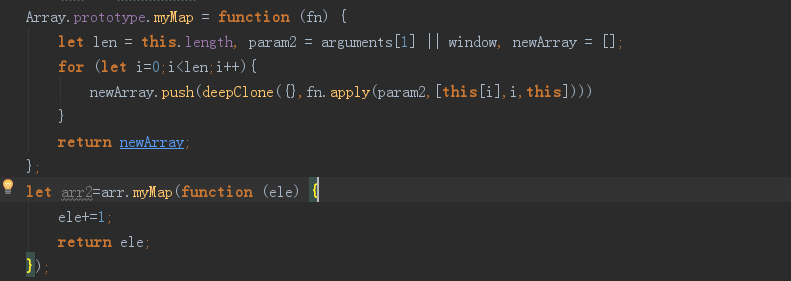 Array.prototype.myMap = function (fn) {
    let len = this.length, param2 = arguments[1] || window, newArray = [];
    for (let i=0;i<len;i++){
        newArray.push(deepClone({},fn.apply(param2,[this[i],i,this])))
    }
    return newArray;
};
let arr2=arr.myMap(function (ele) {
    ele+=1;
    return ele;
});